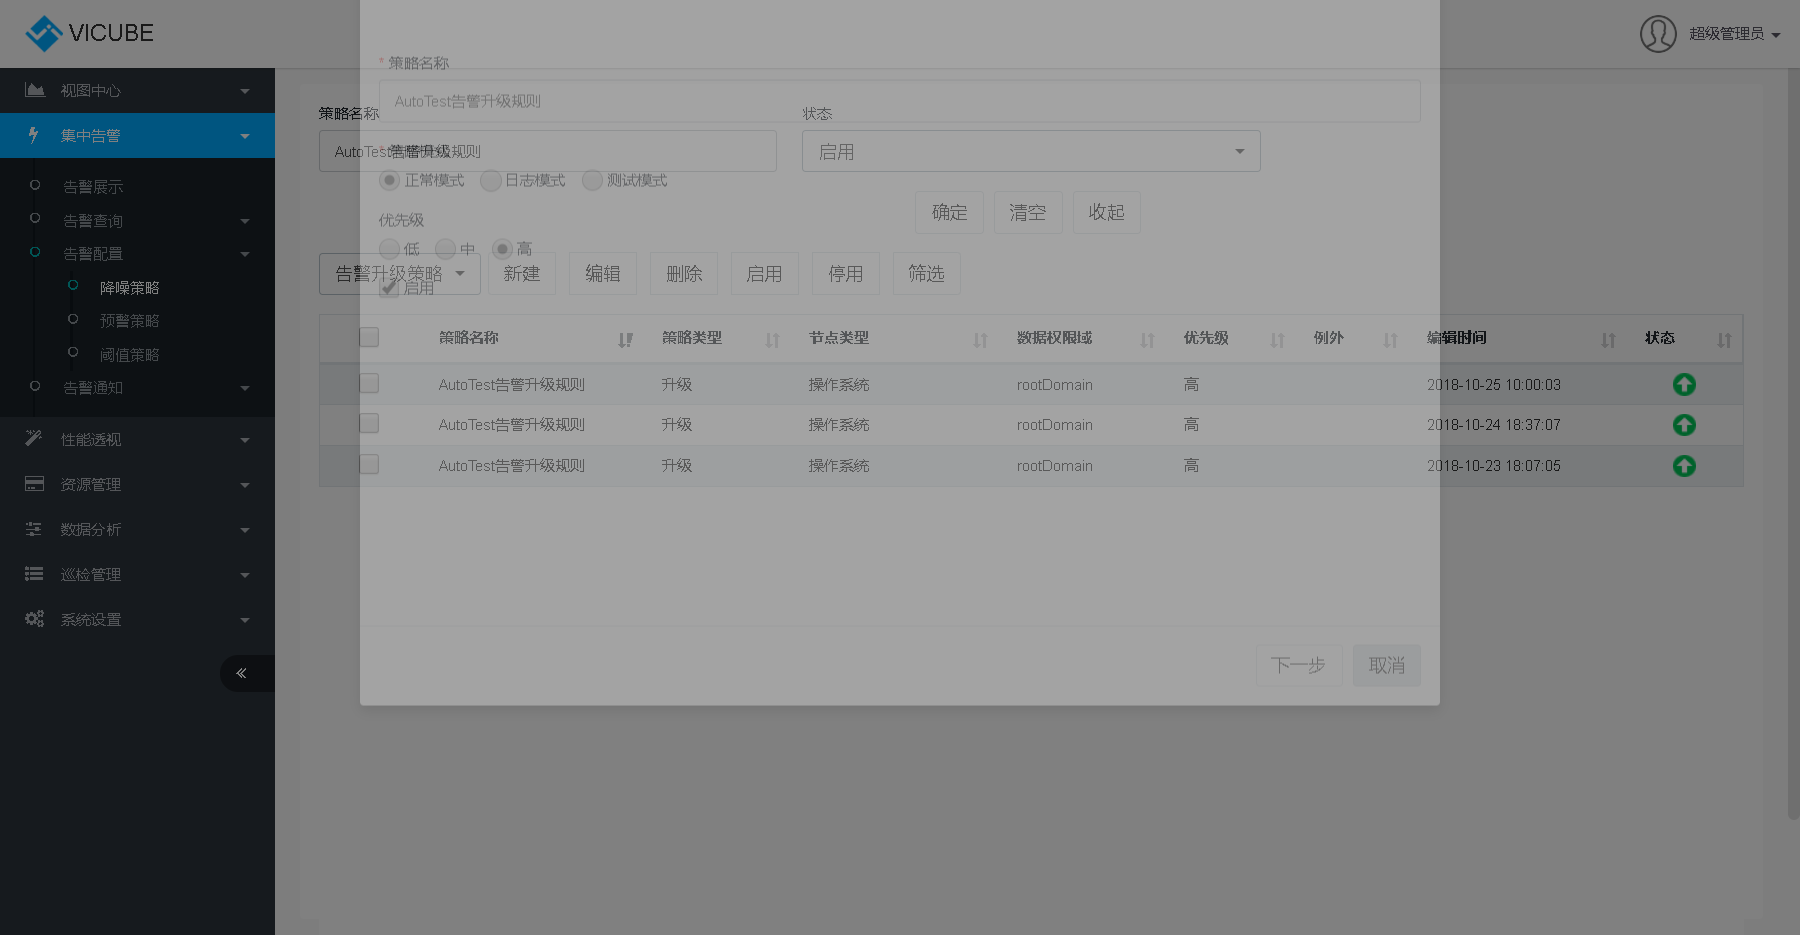 VICUBE
超级管理员
视图中心
集中告警
告警展示
告警查询
告警配置
降噪策略
预警策略
阈值策略
告警通知
性能透视
资源管理
数据分析
巡检管理
系统设置
* 策略名称
AutoTest告警升级规则
正常模式 日志模式 测试模式
优先级
低 中 高
启用
下一步 取消
策略名称 状态
AutoTest告警升级规则 启用
确定 清空 收起
告警升级策略 新建 编辑 删除 启用 停用 筛选
策略名称 策略类型 节点类型 数据权限域 优先级 例外 编辑时间 状态
AutoTest告警升级规则 升级 操作系统 rootDomain 高 2018-10-25 10:00:03
AutoTest告警升级规则 升级 操作系统 rootDomain 高 2018-10-24 18:37:07
AutoTest告警升级规则 升级 操作系统 rootDomain 高 2018-10-23 18:07:05